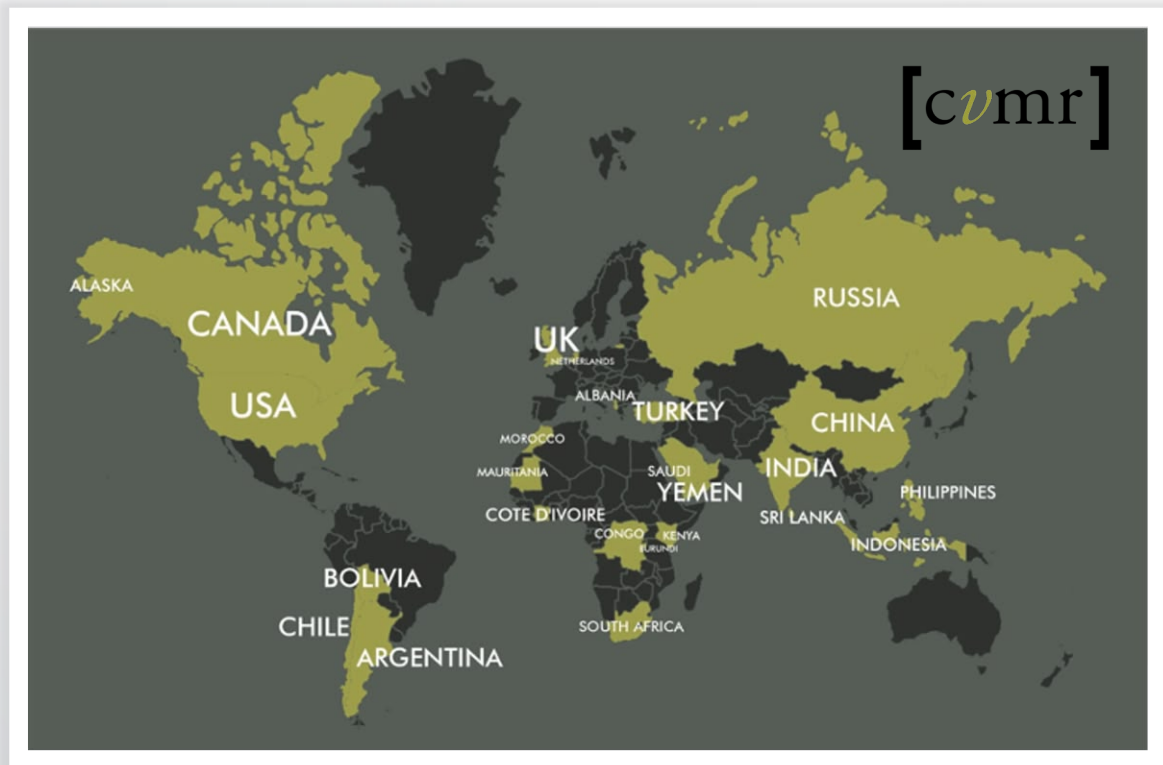 [cvmr]
ALASKA
CANADA
RUSSIA
UK
NETHERLANDS
ALBANIA
USA
TURKEY
CHINA
MOROCCO
MAURITANIA
SAUDI
INDIA
YEMEN
PHILIPPINES
COTE D'IVOIRE
SRI LANKA
CONGO
KENYA
BURUNDI
INDONESIA
BOLIVIA
CHILE
SOUTH AFRICA
ARGENTINA